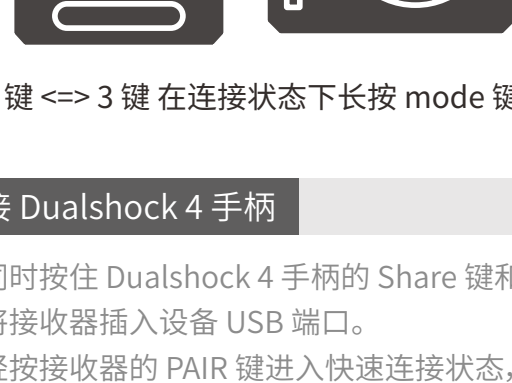 键 <=> 3 键 在连接状态下长按 mode 键
接 Dualshock 4 手柄
同时按住 Dualshock 4 手柄的 Share 键和
将接收器插入设备 USB 端口。
轻按接收器的 PAIR 键进入快速连接状态，